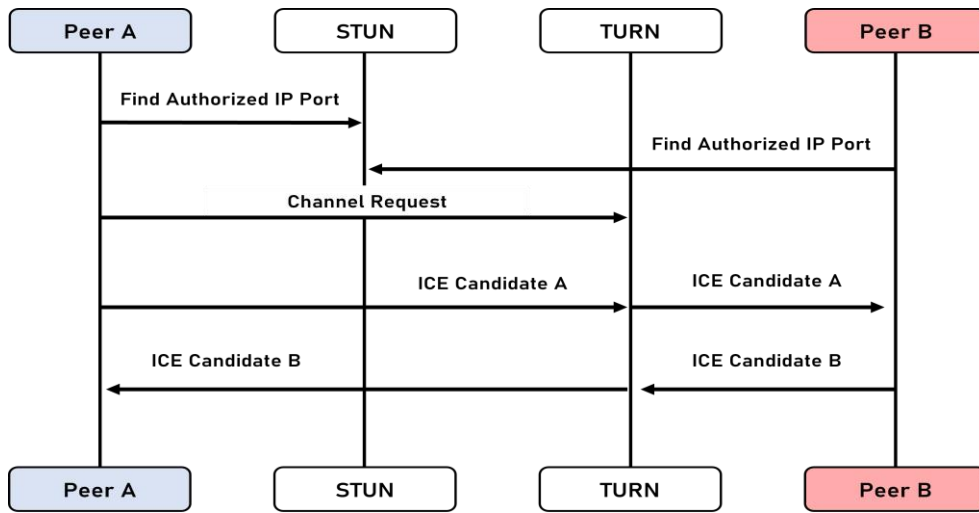 Peer A
STUN
TURN
Peer B
Find Authorized IP Port
Find Authorized IP Port
Channel Request
ICE Candidate A
ICE Candidate A
ICE Candidate B
ICE Candidate B
Peer A
STUN
TURN
Peer B